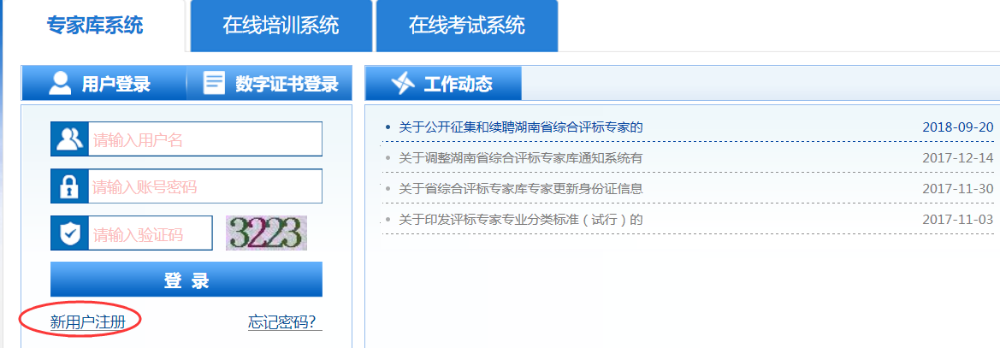 专家库系统
在线培训系统
在线考试系统
用户登录
数字证书登录
工作动态
请输入用户名
请输入账号密码
请输入验证码
3223
登 录
新用户注册
忘记密码?
关于公开征集和续聘湖南省综合评标专家的 2018-09-20
关于调整湖南省综合评标专家库通知系统有 2017-12-14
关于省综合评标专家库专家更新身份证信息 2017-11-30
关于印发评标专家专业分类标准（试行）的 2017-11-03